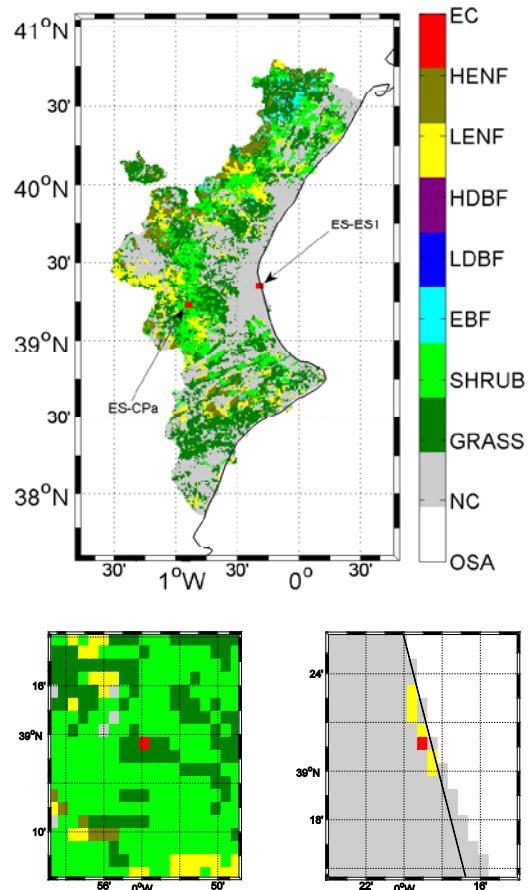 41°N
30'
40°N
30'
39°N
30'
38°N
30'
1°W
30'
0°
30'
ES-ES1
ES-CPa
EC
HENF
LENF
HDBF
LDBF
EBF
SHRUB
GRASS
NC
OSA
16'
39°N
10'
56'
0°W
50'
24'
39°N
18'
22'
0°W
18'